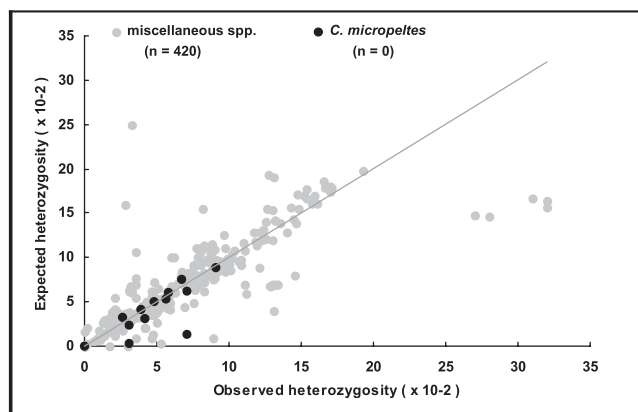 miscellaneous spp.
(n = 420)
C. micropeltes
(n = 0)
35
30
25
20
15
10
5
0
Expected heterozygosity ( x 10-2)
0 5 10 15 20 25 30 35
Observed heterozygosity ( x 10-2)